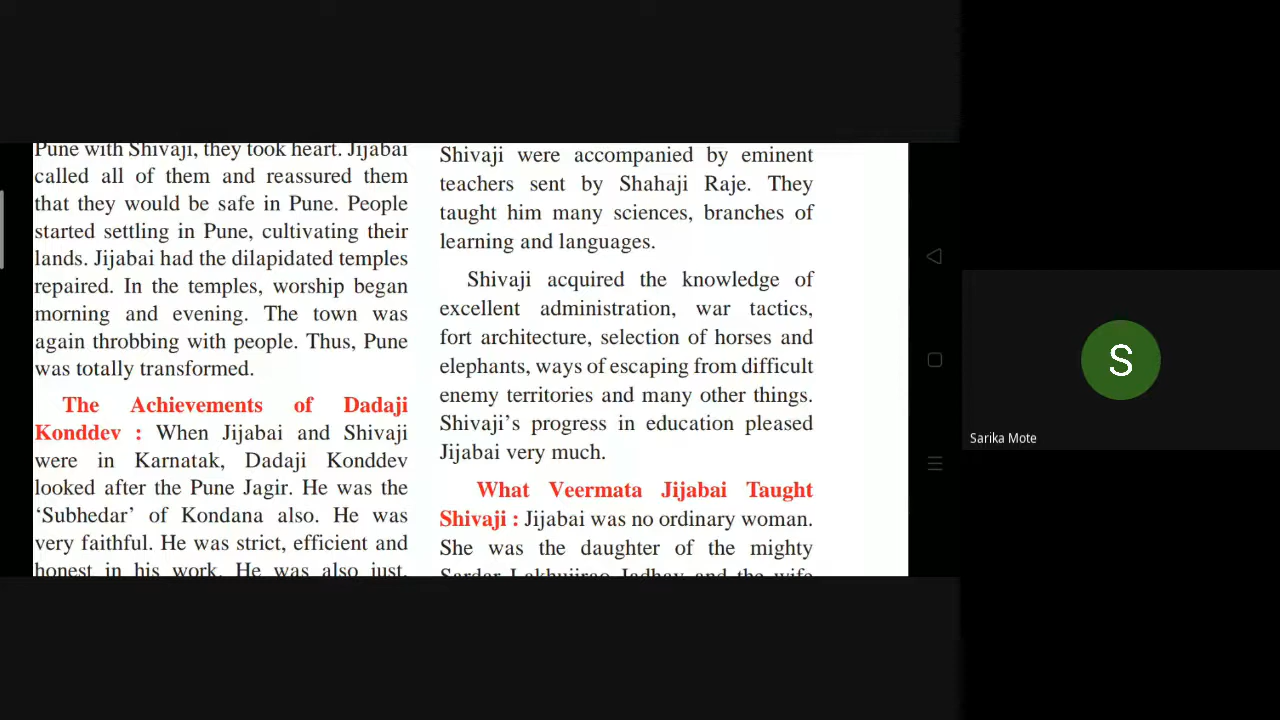 Pune with Shivaji, they took heart. Jijabai
called all of them and reassured them
that they would be safe in Pune. People
started settling in Pune, cultivating their
lands. Jijabai had the dilapidated temples
repaired. In the temples, worship began
morning and evening. The town was
again throbbing with people. Thus, Pune
was totally transformed.
The Achievements of Dadaji
Konddev : When Jijabai and Shivaji
were in Karnatak, Dadaji Konddev
looked after the Pune Jagir. He was the
‘Subhedar’ of Kondana also. He was
very faithful. He was strict, efficient and
honest in his work. He was also just.
Shivaji were accompanied by eminent
teachers sent by Shahaji Raje. They
taught him many sciences, branches of
learning and languages.
Shivaji acquired the knowledge of
excellent administration, war tactics,
fort architecture, selection of horses and
elephants, ways of escaping from difficult
enemy territories and many other things.
Shivaji’s progress in education pleased
Jijabai very much.
What Veermata Jijabai Taught
Shivaji : Jijabai was no ordinary woman.
She was the daughter of the mighty
Sardar Lakhujirao Jadhav and the wife
S
Sarika Mote